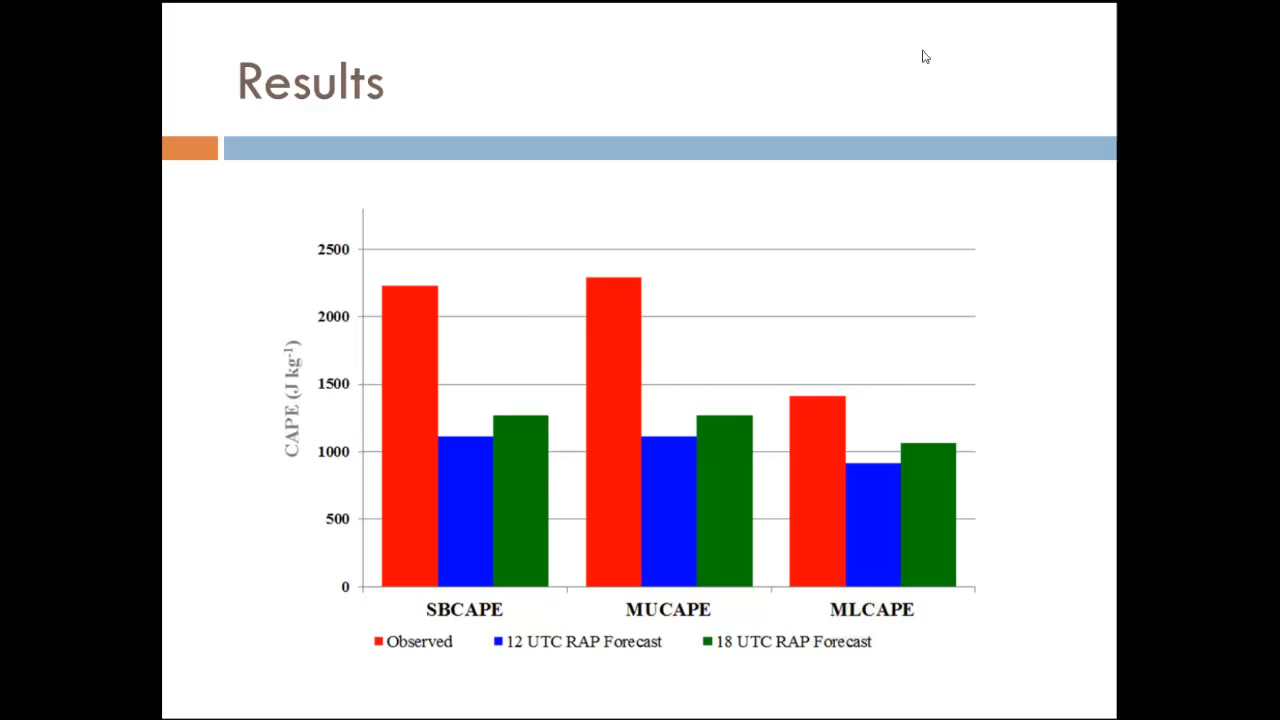 Results
2500
2000
1500
1000
500
0
CAPE (J kg⁻¹)
SBCAPE MUCAPE MLCAPE
Observed 12 UTC RAP Forecast 18 UTC RAP Forecast